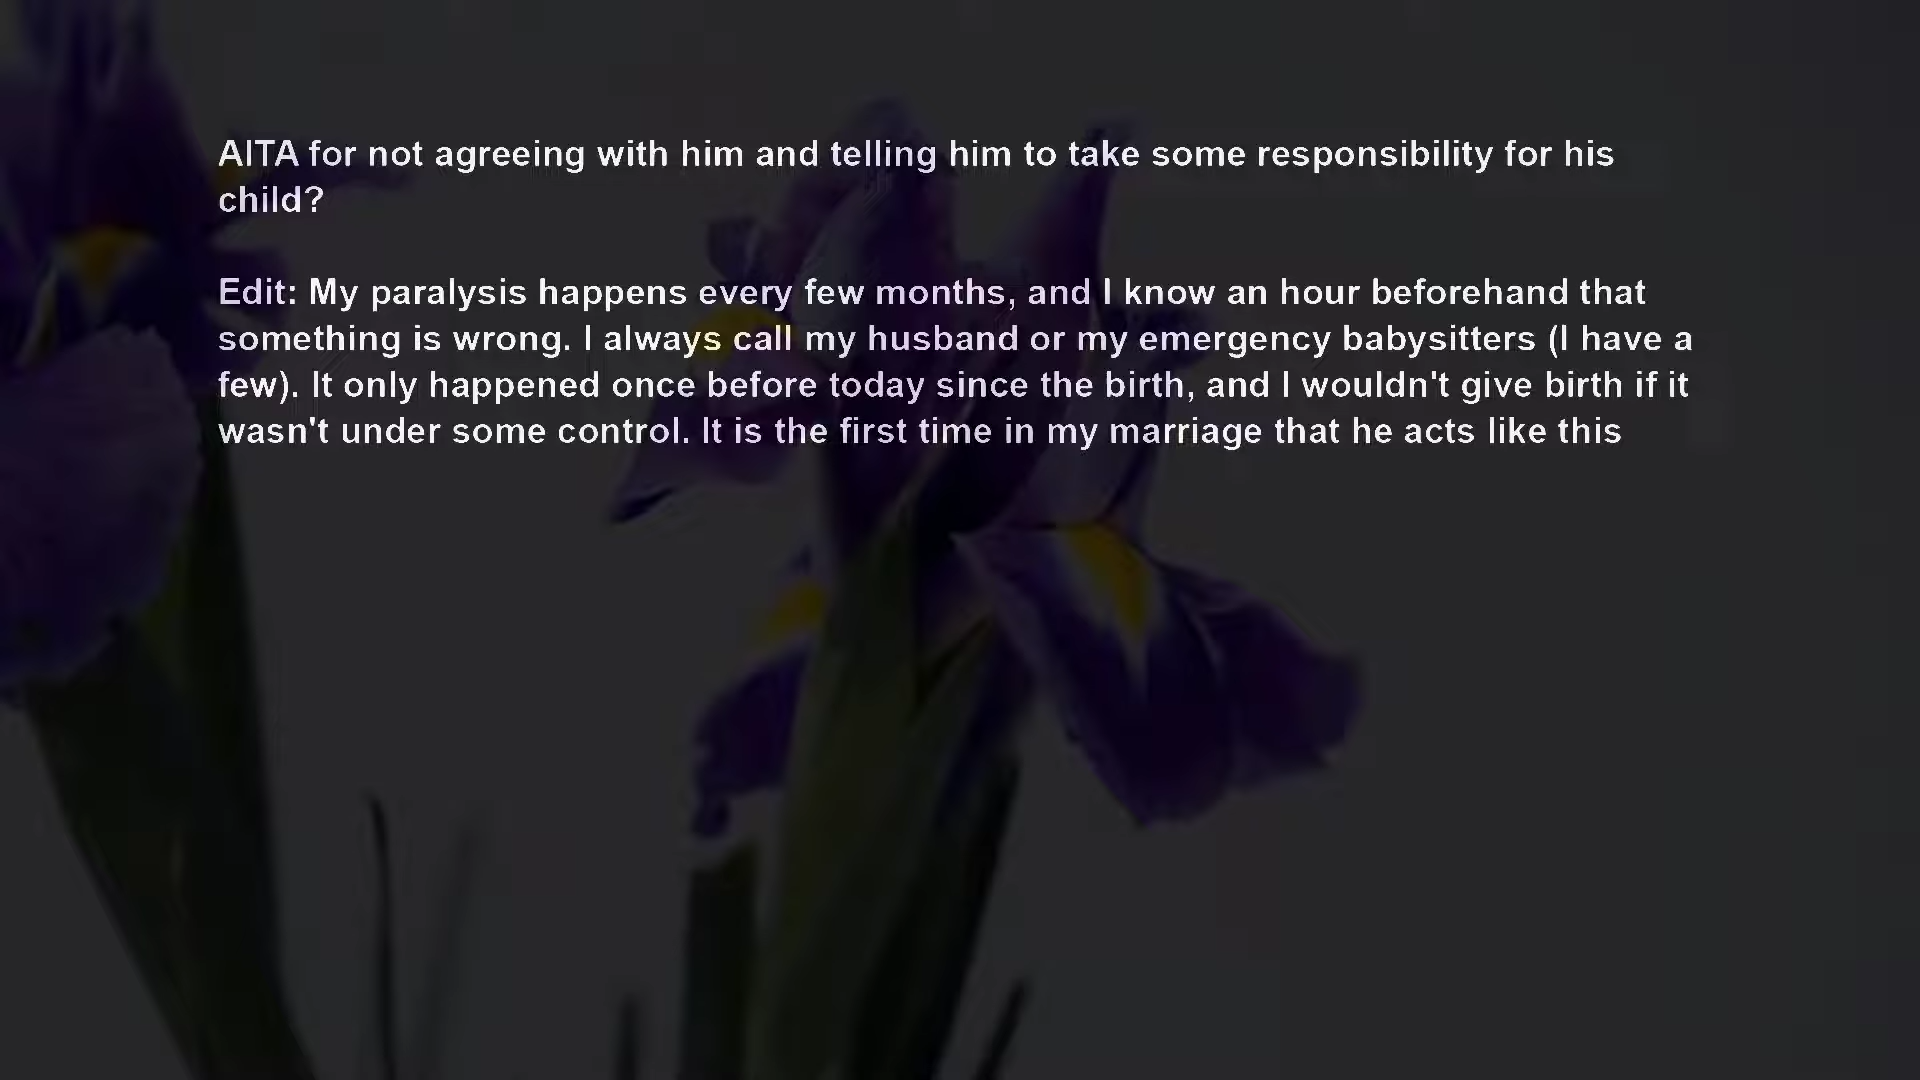 AITA for not agreeing with him and telling him to take some responsibility for his
child?
Edit: My paralysis happens every few months, and I know an hour beforehand that
something is wrong. I always call my husband or my emergency babysitters (I have a
few). It only happened once before today since the birth, and I wouldn't give birth if it
wasn't under some control. It is the first time in my marriage that he acts like this